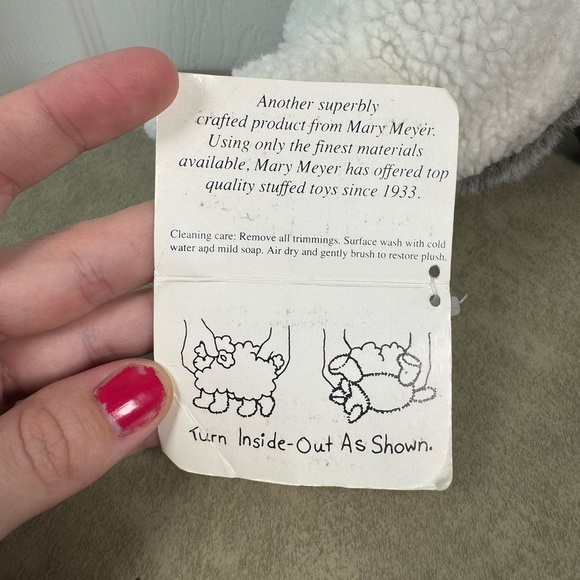 Another superbly
crafted product from Mary Meyer.
Using only the finest materials
available, Mary Meyer has offered top
quality stuffed toys since 1933.
Cleaning care: Remove all trimmings. Surface wash with cold
water and mild soap. Air dry and gently brush to restore plush.
Turn Inside-Out As Shown.